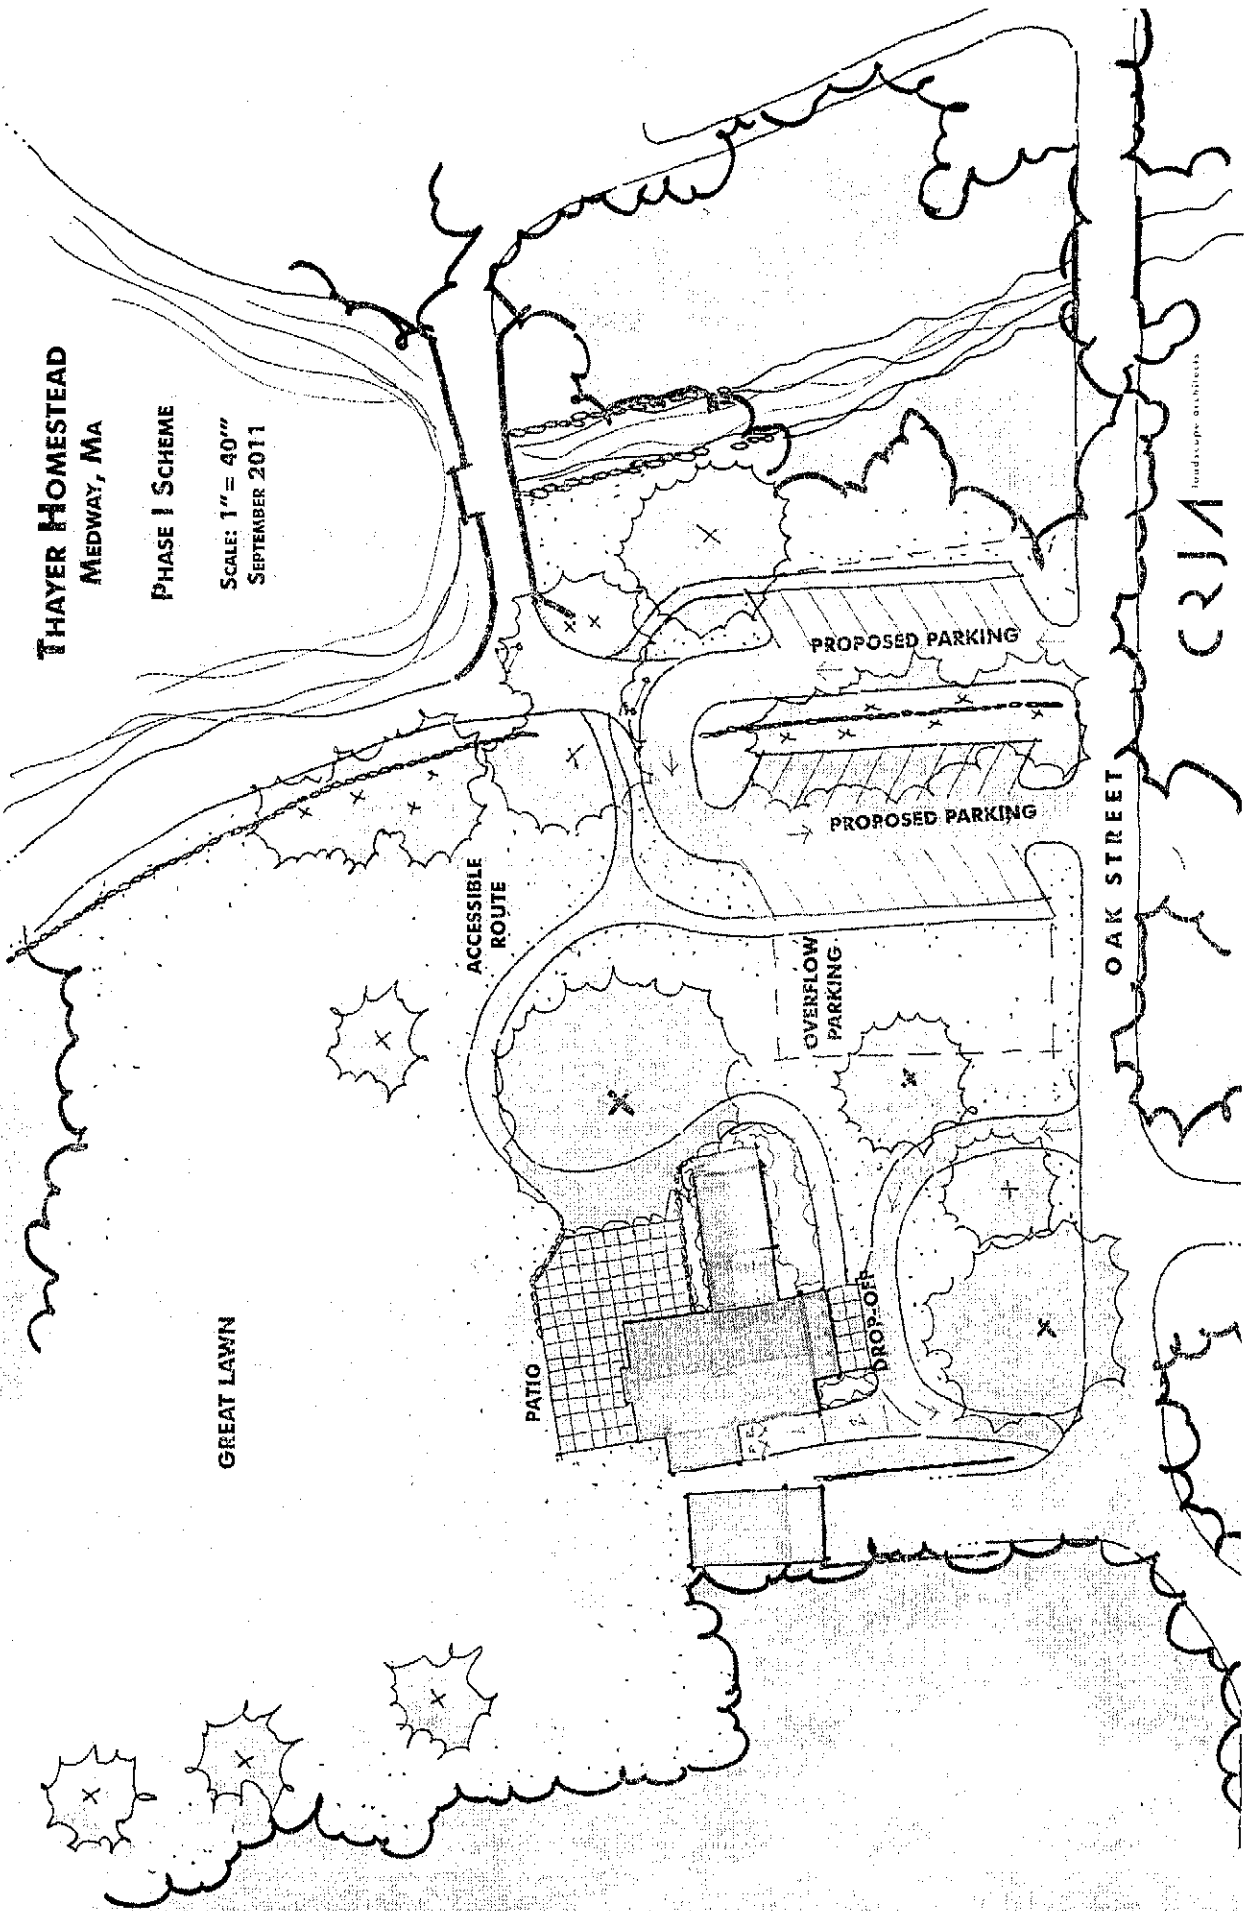 THAYER HOMESTEAD
MEDWAY, MA
PHASE I SCHEME
SCALE: 1" = 40'"
SEPTEMBER 2011
GREAT LAWN
ACCESSIBLE
ROUTE
PATIO
DROP-OFF
OVERFLOW
PARKING
PROPOSED PARKING
PROPOSED PARKING
OAK STREET
CRJA
landscape architects